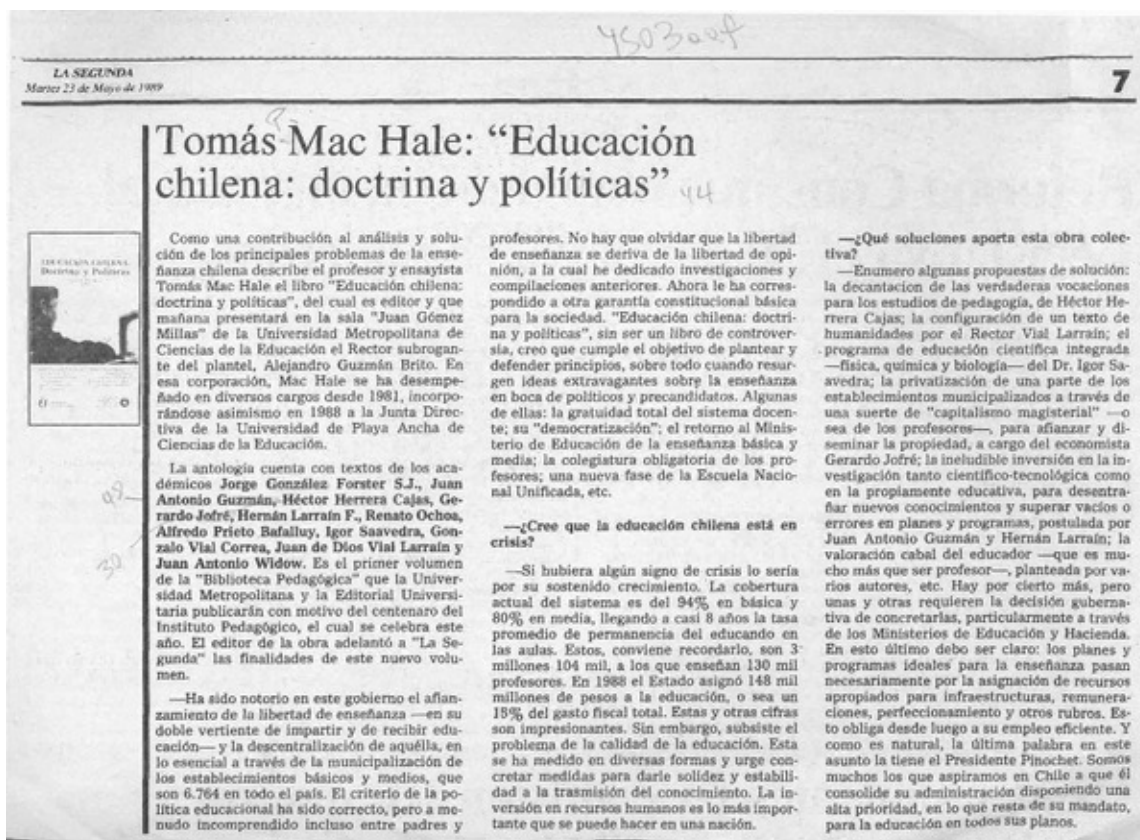 4503aaf
LA SEGUNDA
Martes 23 de Mayo de 1989
7
Tomás Mac Hale: “Educación
chilena: doctrina y políticas”
44
EDUCACION CHILENA:
Doctrina y Políticas
Como una contribución al análisis y solu-
ción de los principales problemas de la ense-
ñanza chilena describe el profesor y ensayista
Tomás Mac Hale el libro "Educación chilena:
doctrina y políticas", del cual es editor y que
mañana presentará en la sala "Juan Gómez
Millas" de la Universidad Metropolitana de
Ciencias de la Educación el Rector subrogan-
te del plantel, Alejandro Guzmán Brito. En
esa corporación, Mac Hale se ha desempe-
ñado en diversos cargos desde 1981, incorpo-
rándose asimismo en 1988 a la Junta Direc-
tiva de la Universidad de Playa Ancha de
Ciencias de la Educación.
La antología cuenta con textos de los aca-
démicos Jorge González Forster S.J., Juan
Antonio Guzmán, Héctor Herrera Cajas, Ge-
rardo Jofré, Hernán Larraín F., Renato Ochoa,
Alfredo Prieto Bafalluy, Igor Saavedra, Gon-
zalo Vial Correa, Juan de Dios Vial Larraín y
Juan Antonio Widow. Es el primer volumen
de la "Biblioteca Pedagógica" que la Univer-
sidad Metropolitana y la Editorial Universi-
taria publicarán con motivo del centenaro del
Instituto Pedagógico, el cual se celebra este
año. El editor de la obra adelantó a "La Se-
gunda" las finalidades de este nuevo volu-
men.
—Ha sido notorio en este gobierno el afian-
zamiento de la libertad de enseñanza —en su
doble vertiente de impartir y de recibir edu-
cación— y la descentralización de aquélla, en
lo esencial a través de la municipalización de
los establecimientos básicos y medios, que
son 6.764 en todo el país. El criterio de la po-
lítica educacional ha sido correcto, pero a me-
nudo incomprendido incluso entre padres y
profesores. No hay que olvidar que la libertad
de enseñanza se deriva de la libertad de opi-
nión, a la cual he dedicado investigaciones y
compilaciones anteriores. Ahora le ha corres-
pondido a otra garantía constitucional básica
para la sociedad. "Educación chilena: doctri-
na y políticas", sin ser un libro de controver-
sia, creo que cumple el objetivo de plantear y
defender principios, sobre todo cuando resur-
gen ideas extravagantes sobre la enseñanza
en boca de políticos y precandidatos. Algunas
de ellas: la gratuidad total del sistema docen-
te; su "democratización"; el retorno al Minis-
terio de Educación de la enseñanza básica y
media; la colegiatura obligatoria de los pro-
fesores; una nueva fase de la Escuela Nacio-
nal Unificada, etc.
—¿Cree que la educación chilena está en
crisis?
—Si hubiera algún signo de crisis lo sería
por su sostenido crecimiento. La cobertura
actual del sistema es del 94% en básica y
80% en media, llegando a casi 8 años la tasa
promedio de permanencia del educando en
las aulas. Estos, conviene recordarlo, son 3
millones 104 mil, a los que enseñan 130 mil
profesores. En 1988 el Estado asignó 148 mil
millones de pesos a la educación, o sea un
15% del gasto fiscal total. Estas y otras cifras
son impresionantes. Sin embargo, subsiste el
problema de la calidad de la educación. Esta
se ha medido en diversas formas y urge con-
cretar medidas para darle solidez y estabili-
dad a la trasmisión del conocimiento. La in-
versión en recursos humanos es lo más impor-
tante que se puede hacer en una nación.
—¿Qué soluciones aporta esta obra colec-
tiva?
—Enumero algunas propuestas de solución:
la decantación de las verdaderas vocaciones
para los estudios de pedagogía, de Héctor He-
rrera Cajas; la configuración de un texto de
humanidades por el Rector Vial Larraín; el
programa de educación científica integrada
—física, química y biología— del Dr. Igor Sa-
avedra; la privatización de una parte de los
establecimientos municipalizados a través de
una suerte de "capitalismo magisterial" —o
sea de los profesores—, para afianzar y di-
seminar la propiedad, a cargo del economista
Gerardo Jofré; la ineludible inversión en la in-
vestigación tanto científico-tecnológica como
en la propiamente educativa, para desentra-
ñar nuevos conocimientos y superar vacíos o
errores en planes y programas, postulada por
Juan Antonio Guzmán y Hernán Larraín; la
valoración cabal del educador —que es mu-
cho más que ser profesor—, planteada por va-
rios autores, etc. Hay por cierto más, pero
unas y otras requieren la decisión guberna-
tiva de concretarlas, particularmente a través
de los Ministerios de Educación y Hacienda.
En esto último debo ser claro: los planes y
programas ideales para la enseñanza pasan
necesariamente por la asignación de recursos
apropiados para infraestructuras, remunera-
ciones, perfeccionamiento y otros rubros. Es-
to obliga desde luego a su empleo eficiente. Y
como es natural, la última palabra en este
asunto la tiene el Presidente Pinochet. Somos
muchos los que aspiramos en Chile a que él
consolide su administración disponiendo una
alta prioridad, en lo que resta de su mandato,
para la educación en todos sus planos.